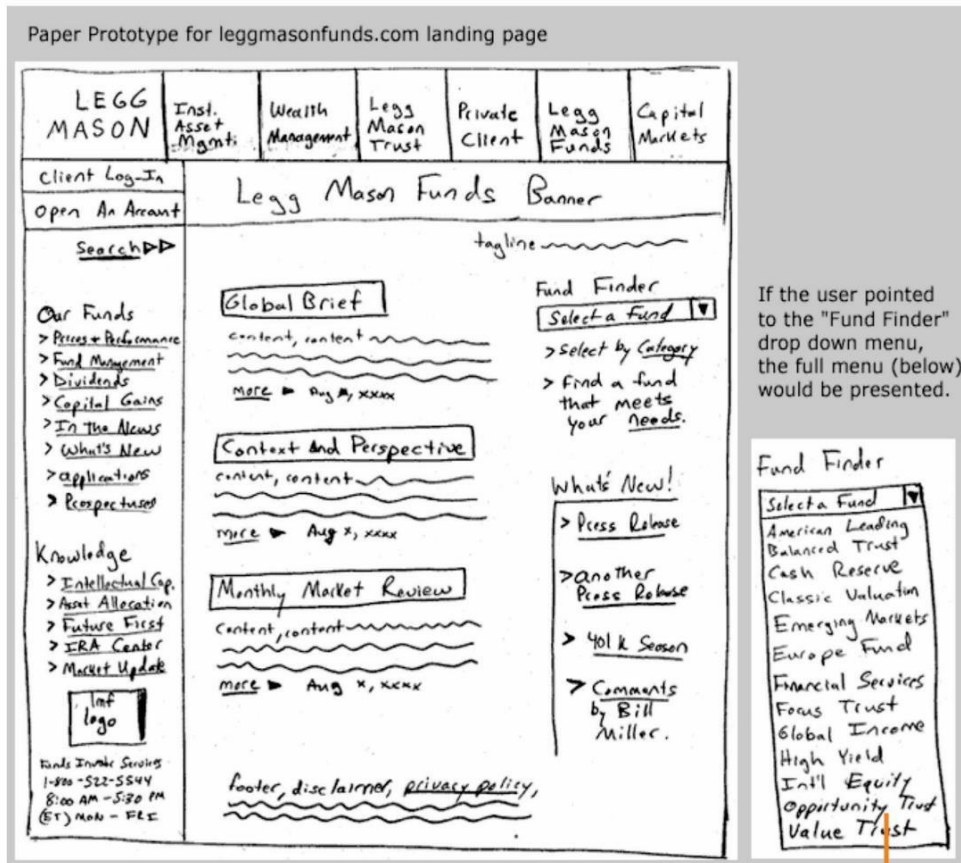 Paper Prototype for leggmasonfunds.com landing page
LEGG
MASON
Inst.
Asset
Mgmt.
Wealth
Management
Legg
Mason
Trust
Private
Client
Legg
Mason
Funds
Capital
Markets
Client Log-In
Open An Account
Search
Legg Mason Funds Banner
tagline
Our Funds
> Prices + Performance
> Fund Management
> Dividends
> Capital Gains
> In The News
> What's New
> applications
> Prospectuses
Knowledge
> Intellectual Cap.
> Asset Allocation
> Future First
> IRA Center
> Market Update
lmf
logo
Funds Investor Services
1-800-522-5544
8:00 AM - 5:30 PM
(ET) MON - FRI
Global Brief
content, content
more ► Aug x, xxxx
Context and Perspective
content, content
more ► Aug x, xxxx
Monthly Market Review
Content, content
more ► Aug x, xxxx
footer, disclaimer, privacy policy,
Fund Finder
Select a Fund ▼
> Select by Category
> Find a fund
that meets
your needs.
What's New!
> Press Release
> another
Press Release
> 401 k Season
> Comments
by Bill
Miller.
If the user pointed
to the "Fund Finder"
drop down menu,
the full menu (below)
would be presented.
Fund Finder
Select a Fund ▼
American Leading
Balanced Trust
Cash Reserve
Classic Valuation
Emerging Markets
Europe Fund
Financial Services
Focus Trust
Global Income
High Yield
Int'l Equity
Opportunity Trust
Value Trust